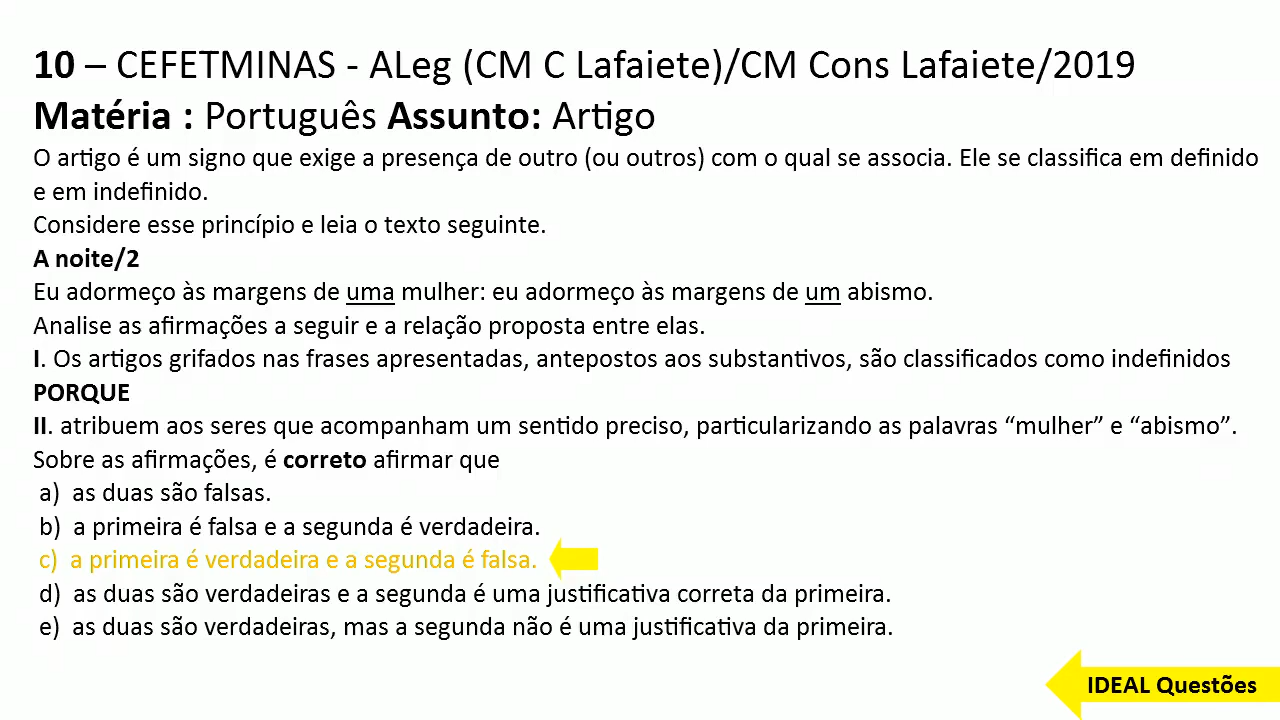 10 – CEFETMINAS - ALeg (CM C Lafaiete)/CM Cons Lafaiete/2019
Matéria : Português Assunto: Artigo
O artigo é um signo que exige a presença de outro (ou outros) com o qual se associa. Ele se classifica em definido
e em indefinido.
Considere esse princípio e leia o texto seguinte.
A noite/2
Eu adormeço às margens de uma mulher: eu adormeço às margens de um abismo.
Analise as afirmações a seguir e a relação proposta entre elas.
I. Os artigos grifados nas frases apresentadas, antepostos aos substantivos, são classificados como indefinidos
PORQUE
II. atribuem aos seres que acompanham um sentido preciso, particularizando as palavras “mulher” e “abismo”.
Sobre as afirmações, é correto afirmar que
a) as duas são falsas.
b) a primeira é falsa e a segunda é verdadeira.
c) a primeira é verdadeira e a segunda é falsa.
d) as duas são verdadeiras e a segunda é uma justificativa correta da primeira.
e) as duas são verdadeiras, mas a segunda não é uma justificativa da primeira.
IDEAL Questões